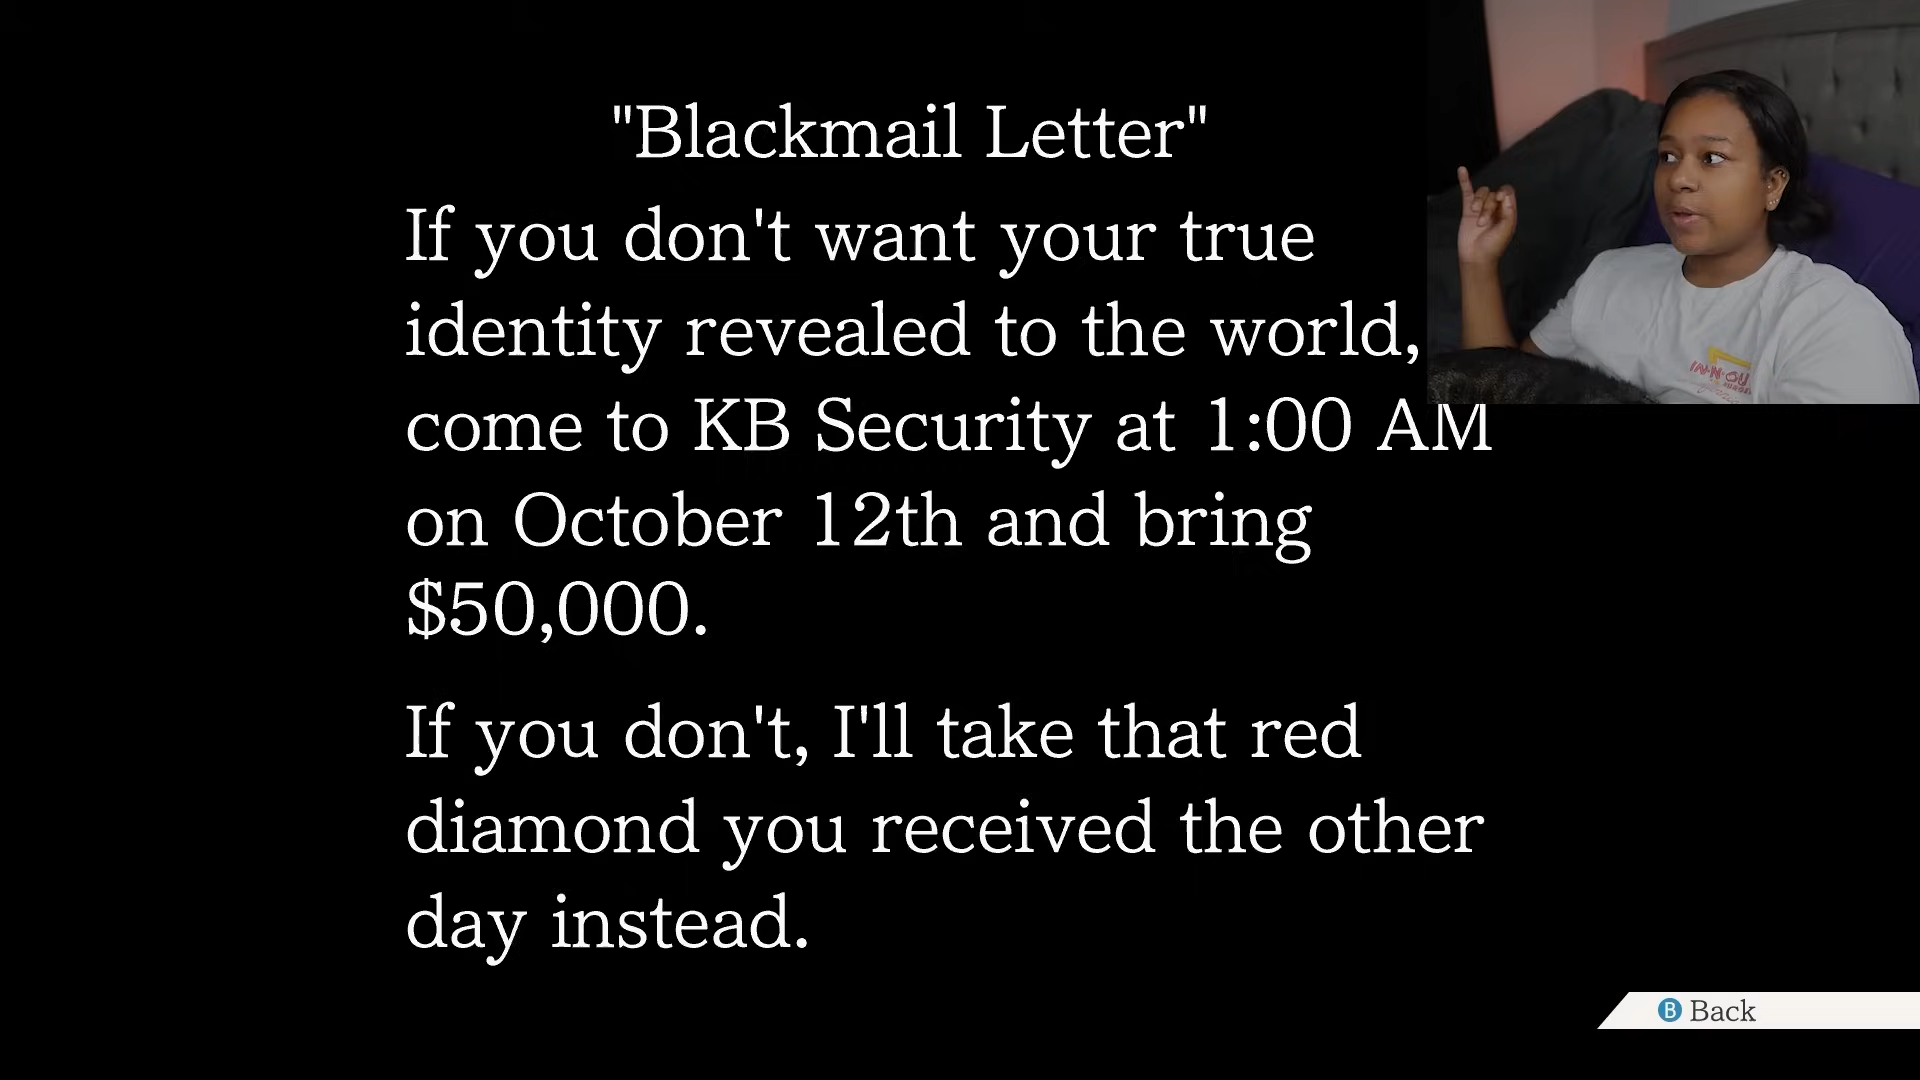 "Blackmail Letter"
If you don't want your true
identity revealed to the world,
come to KB Security at 1:00 AM
on October 12th and bring
$50,000.
If you don't, I'll take that red
diamond you received the other
day instead.
IN-N-OU
B Back